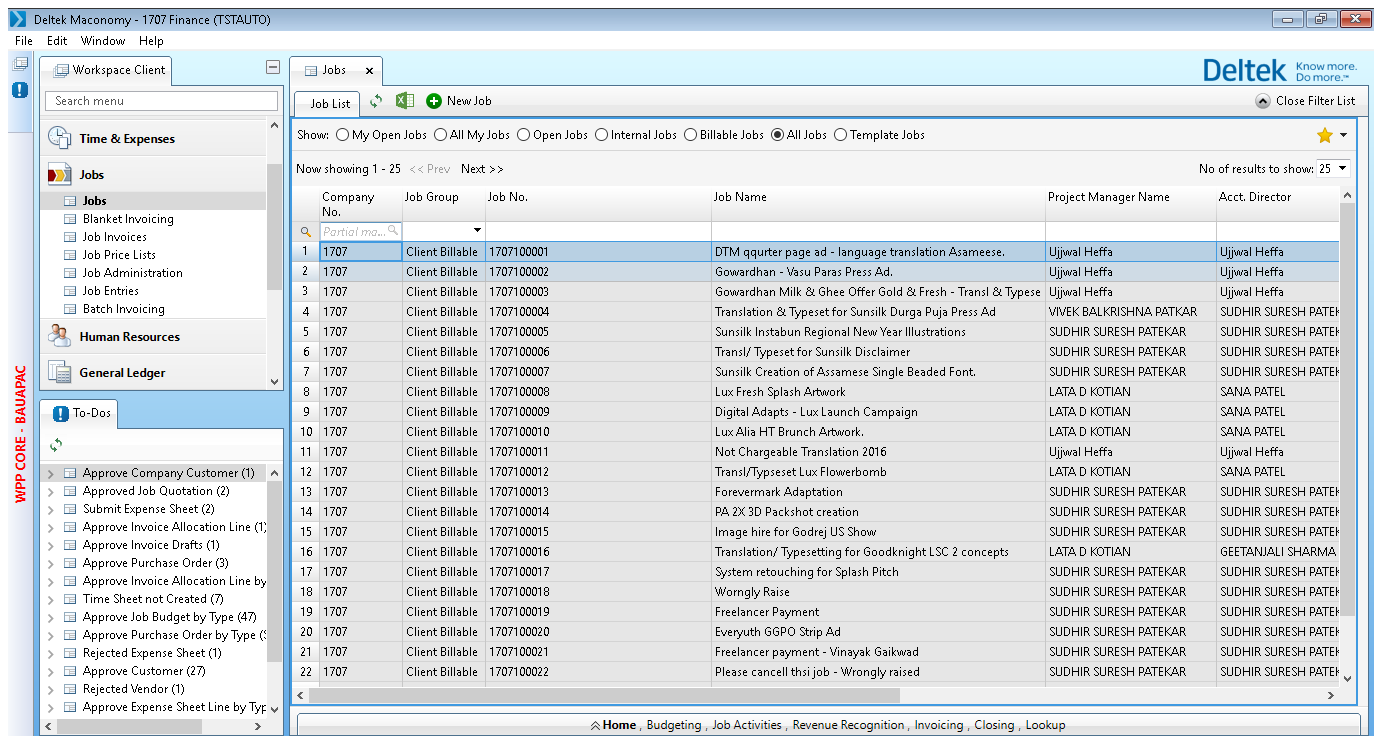 Deltek Maconomy - 1707 Finance (TSTAUTO)
File Edit Window Help
Workspace Client
Search menu
Time & Expenses
Jobs
Jobs
Blanket Invoicing
Job Invoices
Job Price Lists
Job Administration
Job Entries
Batch Invoicing
Human Resources
General Ledger
WPP CORE - BAUAPAC
To-Dos
Approve Company Customer (1)
Approved Job Quotation (2)
Submit Expense Sheet (2)
Approve Invoice Allocation Line (1)
Approve Invoice Drafts (1)
Approve Purchase Order (3)
Approve Invoice Allocation Line by
Time Sheet not Created (7)
Approve Job Budget by Type (47)
Approve Purchase Order by Type (
Rejected Expense Sheet (1)
Approve Customer (27)
Rejected Vendor (1)
Approve Expense Sheet Line by Typ
Jobs
Deltek Know more. Do more.™
Job List New Job Close Filter List
Show: My Open Jobs All My Jobs Open Jobs Internal Jobs Billable Jobs All Jobs Template Jobs
Now showing 1 - 25 << Prev Next >> No of results to show: 25
Company No. Job Group Job No. Job Name Project Manager Name Acct. Director
Partial ma...
1 1707 Client Billable 1707100001 DTM qqurter page ad - language translation Asameese. Ujjwal Heffa Ujjwal Heffa
2 1707 Client Billable 1707100002 Gowardhan - Vasu Paras Press Ad. Ujjwal Heffa Ujjwal Heffa
3 1707 Client Billable 1707100003 Gowardhan Milk & Ghee Offer Gold & Fresh - Transl & Typese Ujjwal Heffa Ujjwal Heffa
4 1707 Client Billable 1707100004 Translation & Typeset for Sunsilk Durga Puja Press Ad VIVEK BALKRISHNA PATKAR SUDHIR SURESH PATEK
5 1707 Client Billable 1707100005 Sunsilk Instabun Regional New Year Illustrations SUDHIR SURESH PATEKAR SUDHIR SURESH PATEK
6 1707 Client Billable 1707100006 Transl/ Typeset for Sunsilk Disclaimer SUDHIR SURESH PATEKAR SUDHIR SURESH PATEK
7 1707 Client Billable 1707100007 Sunsilk Creation of Assamese Single Beaded Font. SUDHIR SURESH PATEKAR SUDHIR SURESH PATEK
8 1707 Client Billable 1707100008 Lux Fresh Splash Artwork LATA D KOTIAN SANA PATEL
9 1707 Client Billable 1707100009 Digital Adapts - Lux Launch Campaign LATA D KOTIAN SANA PATEL
10 1707 Client Billable 1707100010 Lux Alia HT Brunch Artwork. LATA D KOTIAN SANA PATEL
11 1707 Client Billable 1707100011 Not Chargeable Translation 2016 Ujjwal Heffa Ujjwal Heffa
12 1707 Client Billable 1707100012 Transl/Typseset Lux Flowerbomb LATA D KOTIAN SANA PATEL
13 1707 Client Billable 1707100013 Forevermark Adaptation SUDHIR SURESH PATEKAR SUDHIR SURESH PATEK
14 1707 Client Billable 1707100014 PA 2X 3D Packshot creation SUDHIR SURESH PATEKAR SUDHIR SURESH PATEK
15 1707 Client Billable 1707100015 Image hire for Godrej US Show SUDHIR SURESH PATEKAR SUDHIR SURESH PATEK
16 1707 Client Billable 1707100016 Translation/ Typesetting for Goodknight LSC 2 concepts LATA D KOTIAN GEETANJALI SHARMA
17 1707 Client Billable 1707100017 System retouching for Splash Pitch SUDHIR SURESH PATEKAR SUDHIR SURESH PATEK
18 1707 Client Billable 1707100018 Worngly Raise SUDHIR SURESH PATEKAR SUDHIR SURESH PATEK
19 1707 Client Billable 1707100019 Freelancer Payment SUDHIR SURESH PATEKAR SUDHIR SURESH PATEK
20 1707 Client Billable 1707100020 Everyuth GGPO Strip Ad SUDHIR SURESH PATEKAR SUDHIR SURESH PATEK
21 1707 Client Billable 1707100021 Freelancer payment - Vinayak Gaikwad SUDHIR SURESH PATEKAR SUDHIR SURESH PATEK
22 1707 Client Billable 1707100022 Please cancell thsi job - Wrongly raised SUDHIR SURESH PATEKAR SUDHIR SURESH PATEK
Home , Budgeting , Job Activities , Revenue Recognition , Invoicing , Closing , Lookup